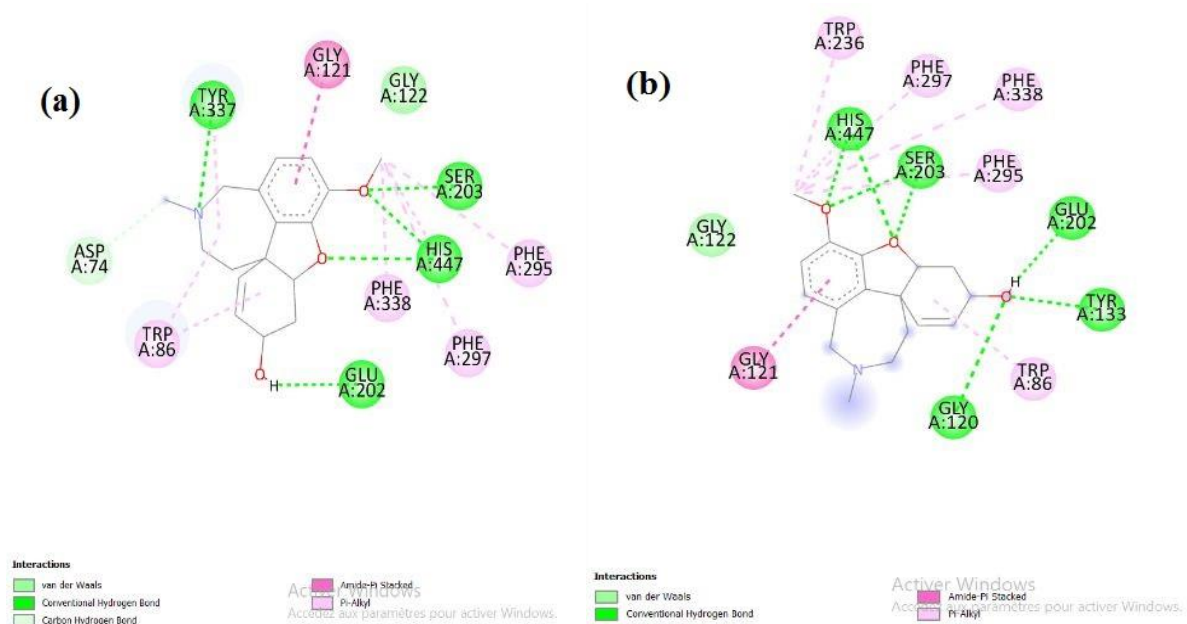 (a)
GLY
A:121
GLY
A:122
TYR
A:337
SER
A:203
O
N
ASP
A:74
O
HIS
A:447
PHE
A:295
PHE
A:338
TRP
A:86
PHE
A:297
O
H
GLU
A:202
Interactions
van der Waals
Conventional Hydrogen Bond
Carbon Hydrogen Bond
Amide-Pi Stacked
Pi-Alkyl
Activer Windows
Accédez aux paramètres pour activer Windows.
(b)
TRP
A:236
PHE
A:297
PHE
A:338
HIS
A:447
SER
A:203
PHE
A:295
GLU
A:202
GLY
A:122
O
O
H
O
TYR
A:133
GLY
A:121
N
TRP
A:86
GLY
A:120
Interactions
van der Waals
Conventional Hydrogen Bond
Amide-Pi Stacked
Pi-Alkyl
Activer Windows
Accédez aux paramètres pour activer Windows.